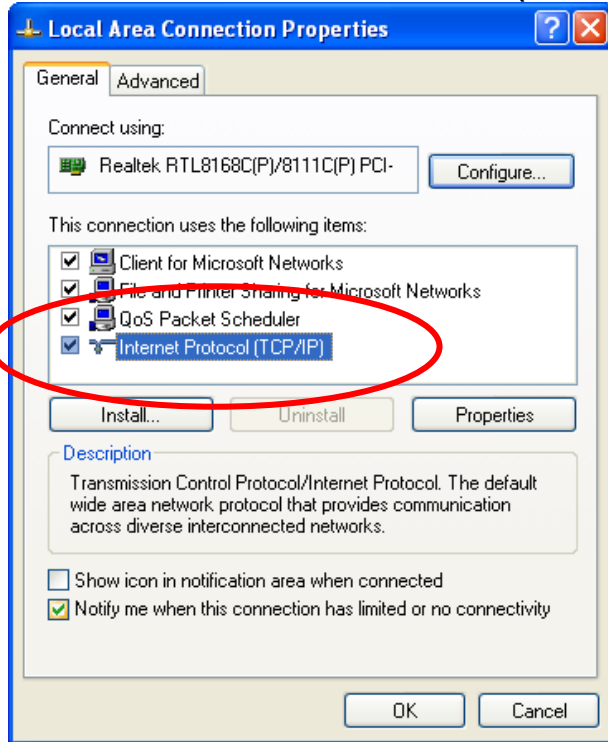 Local Area Connection Properties
General
Advanced
Connect using:
Realtek RTL8168C(P)/8111C(P) PCI-
Configure...
This connection uses the following items:
Client for Microsoft Networks
File and Printer Sharing for Microsoft Networks
QoS Packet Scheduler
Internet Protocol (TCP/IP)
Install...
Uninstall
Properties
Description
Transmission Control Protocol/Internet Protocol. The default
wide area network protocol that provides communication
across diverse interconnected networks.
Show icon in notification area when connected
Notify me when this connection has limited or no connectivity
OK
Cancel